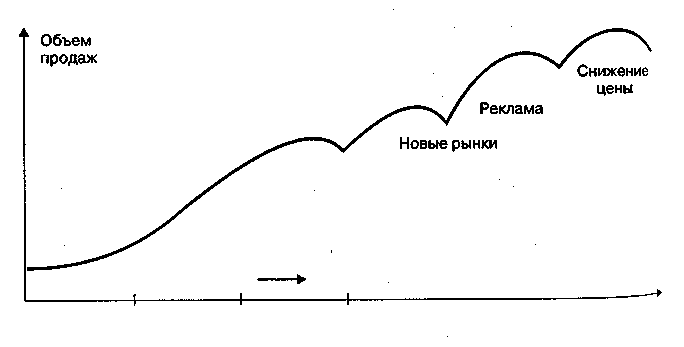 Объем
продаж
Снижение
цены
Реклама
Новые рынки